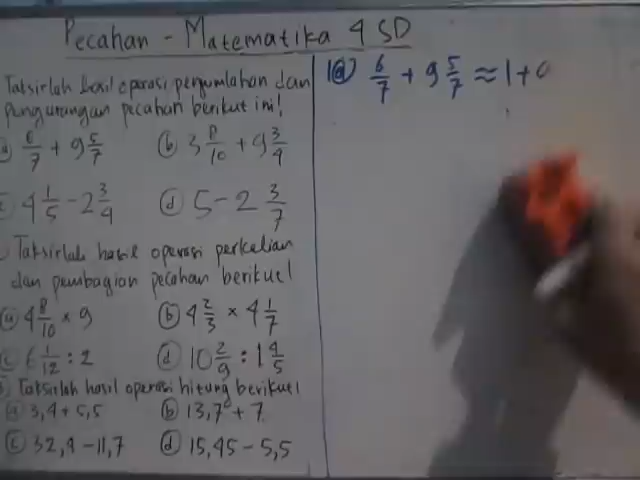 Pecahan - Matematika 4 SD
Taksirlah hasil operasi penjumlahan dan
pengurangan pecahan berikut ini!
a 6/7 + 9 5/7 b 3 8/10 + 9 3/4
c 4 1/5 - 2 3/4 d 5 - 2 3/7
Taksirlah hasil operasi perkalian
dan pembagian pecahan berikut!
a 4 8/10 × 9 b 4 2/3 × 4 1/7
c 6 1/12 : 2 d 10 2/9 : 1 4/5
Taksirlah hasil operasi hitung berikut!
a 3,4 + 5,5 b 13,7 + 7
c 32,4 - 11,7 d 15,45 - 5,5
1 a 6/7 + 9 5/7 ≈ 1 +